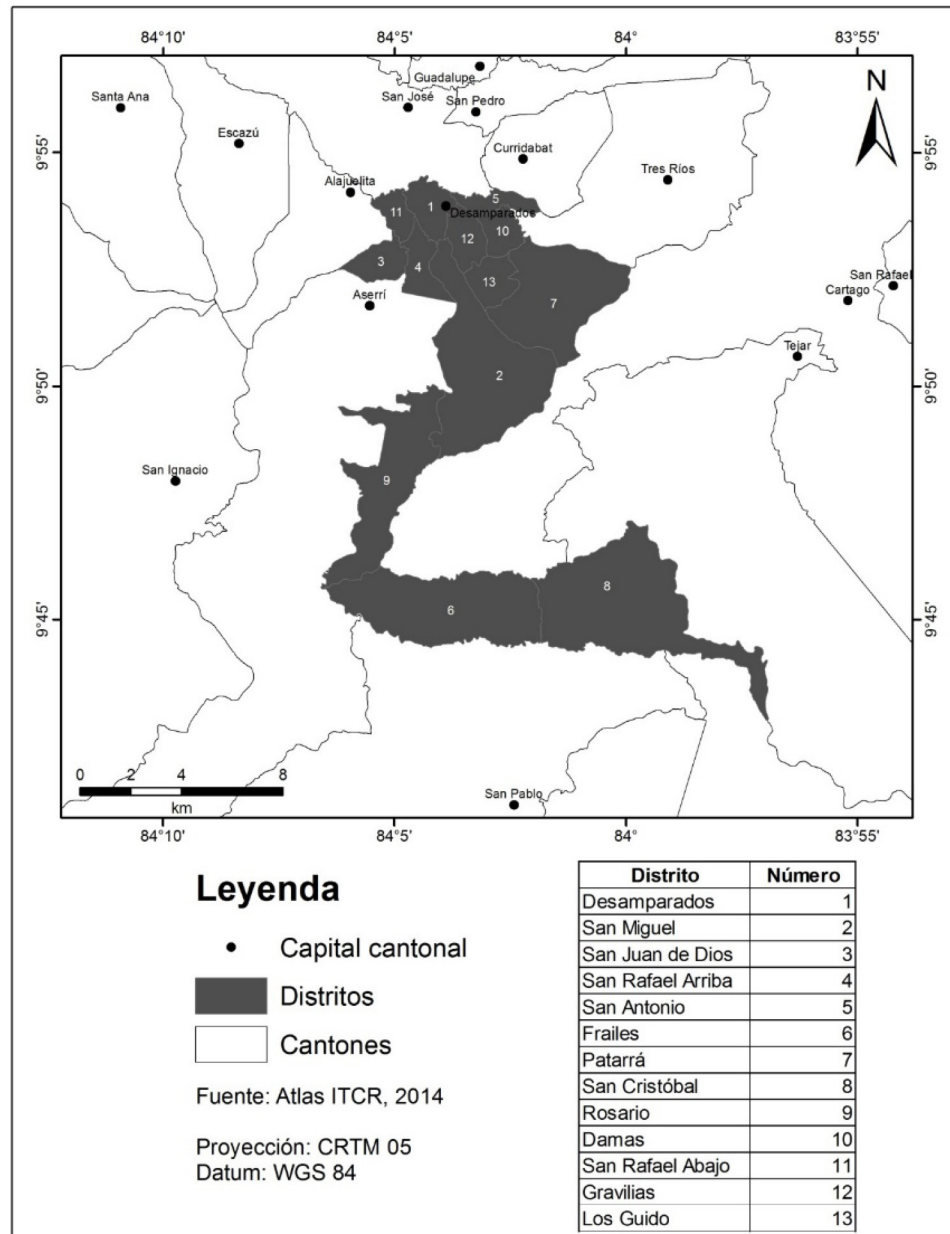 84°10' 84°5' 84° 83°55'
N
Guadalupe
Santa Ana San José San Pedro
Escazú
9°55' 9°55'
Curridabat
Tres Ríos
Alajuelita
5
11 1 Desamparados
12 10
3 4
13
San Rafael
Cartago
Aserrí 7
Tejar
2
9°50' 9°50'
San Ignacio
9
8
6
9°45' 9°45'
0 2 4 8
km
San Pablo
84°10' 84°5' 84° 83°55'
Leyenda
Capital cantonal
Distritos
Cantones
Fuente: Atlas ITCR, 2014
Proyección: CRTM 05
Datum: WGS 84
Distrito Número
Desamparados 1
San Miguel 2
San Juan de Dios 3
San Rafael Arriba 4
San Antonio 5
Frailes 6
Patarrá 7
San Cristóbal 8
Rosario 9
Damas 10
San Rafael Abajo 11
Gravilias 12
Los Guido 13